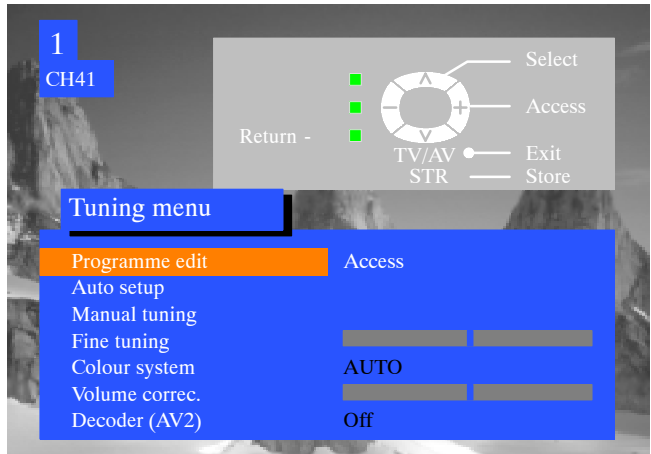 1
CH41
Select
Access
Return -
TV/AV Exit
STR Store
Tuning menu
Programme edit Access
Auto setup
Manual tuning
Fine tuning
Colour system AUTO
Volume correc.
Decoder (AV2) Off